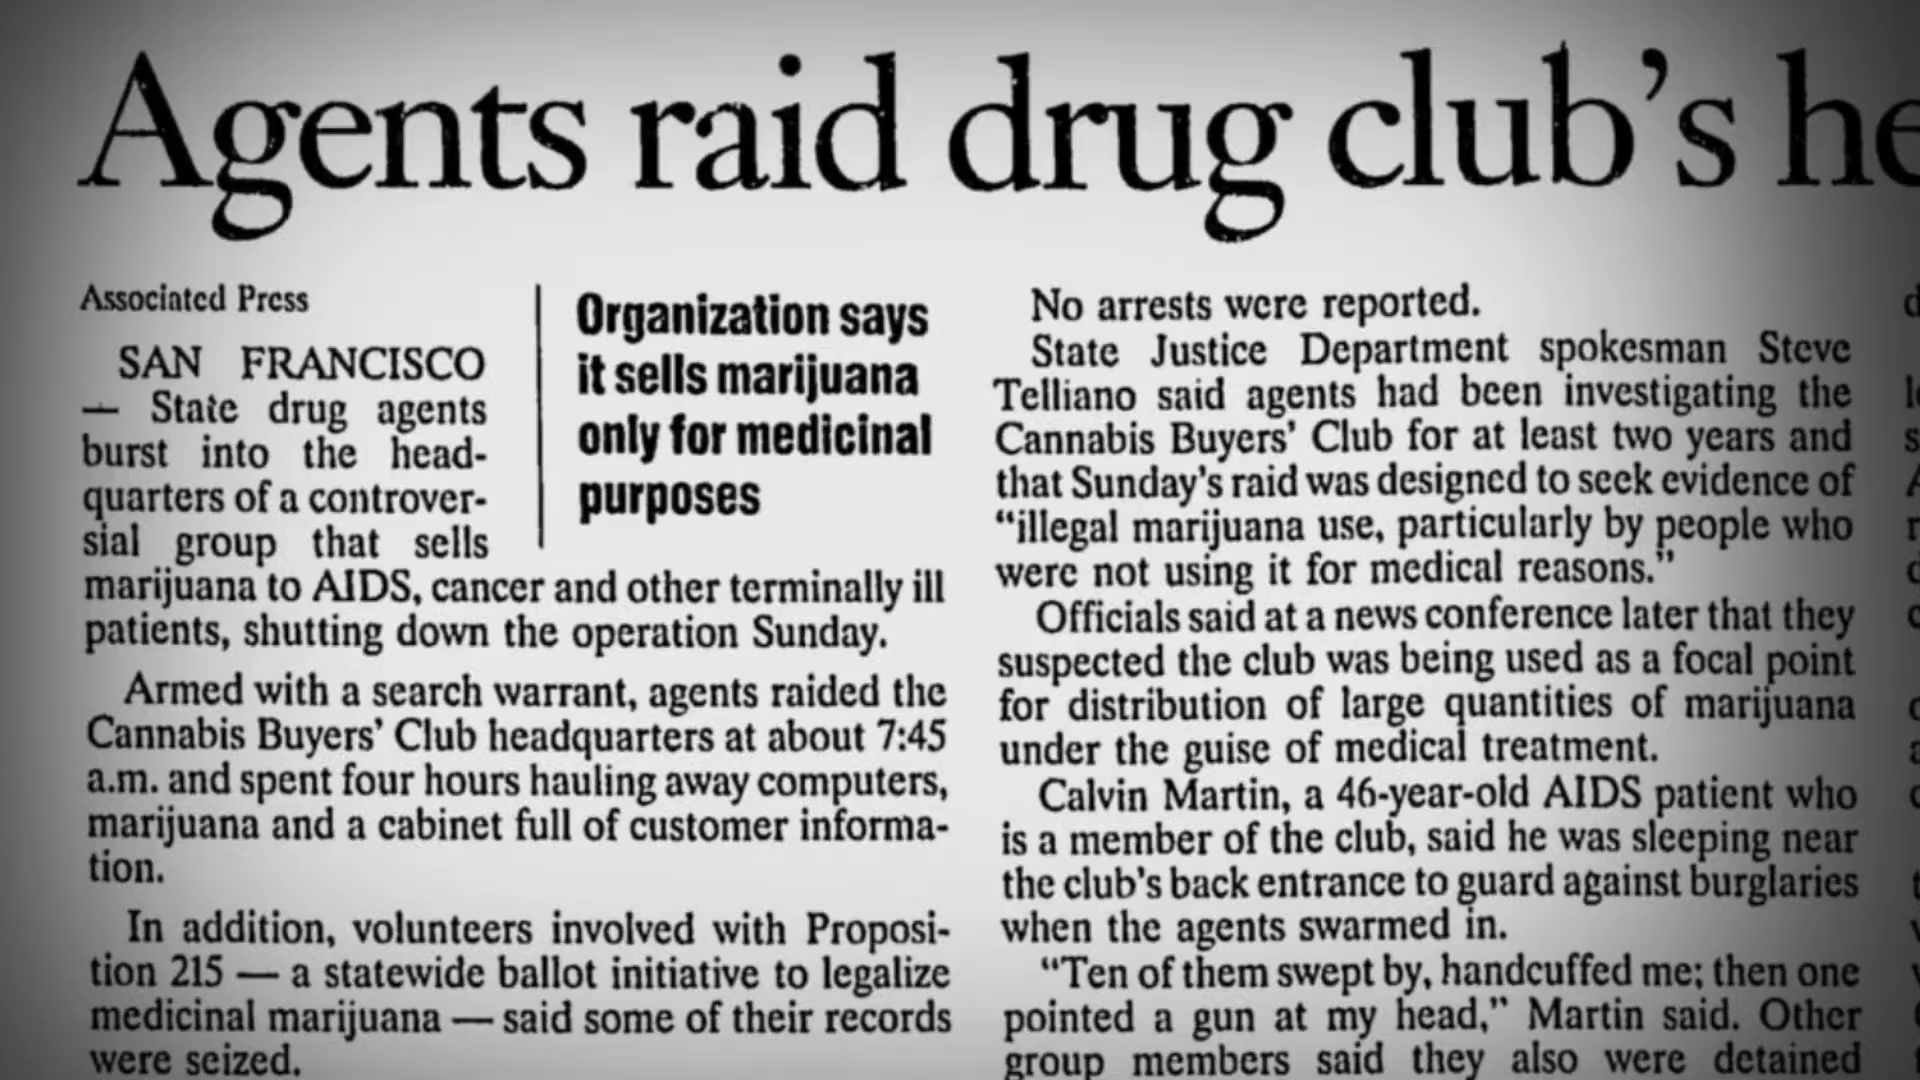 Agents raid drug club's he
Associated Press
SAN FRANCISCO
— State drug agents
burst into the head-
quarters of a controver-
sial group that sells
marijuana to AIDS, cancer and other terminally ill
patients, shutting down the operation Sunday.
Armed with a search warrant, agents raided the
Cannabis Buyers' Club headquarters at about 7:45
a.m. and spent four hours hauling away computers,
marijuana and a cabinet full of customer informa-
tion.
In addition, volunteers involved with Proposi-
tion 215 — a statewide ballot initiative to legalize
medicinal marijuana — said some of their records
were seized.
Organization says
it sells marijuana
only for medicinal
purposes
No arrests were reported.
State Justice Department spokesman Steve
Telliano said agents had been investigating the
Cannabis Buyers' Club for at least two years and
that Sunday's raid was designed to seek evidence of
“illegal marijuana use, particularly by people who
were not using it for medical reasons.”
Officials said at a news conference later that they
suspected the club was being used as a focal point
for distribution of large quantities of marijuana
under the guise of medical treatment.
Calvin Martin, a 46-year-old AIDS patient who
is a member of the club, said he was sleeping near
the club's back entrance to guard against burglaries
when the agents swarmed in.
“Ten of them swept by, handcuffed me; then one
pointed a gun at my head,” Martin said. Other
group members said they also were detained